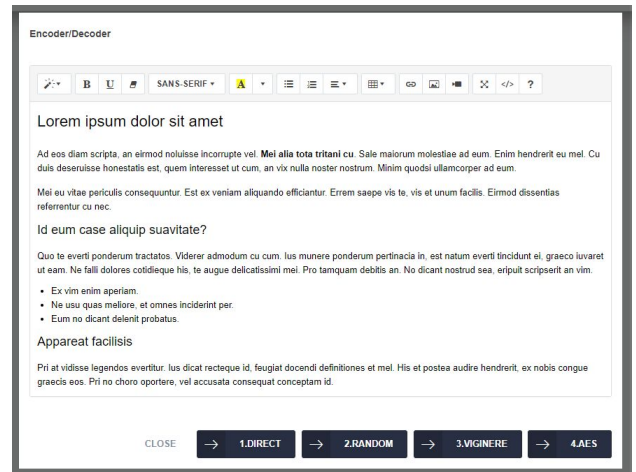 Encoder/Decoder
B U SANS-SERIF A </> ?
Lorem ipsum dolor sit amet
Ad eos diam scripta, an eirmod noluisse incorrupte vel. Mei alia tota tritani cu. Sale maiorum molestiae ad eum. Enim hendrerit eu mel. Cu
duis deseruisse honestatis est, quem interesset ut cum, an vix nulla noster nostrum. Minim quodsi ullamcorper ad eum.
Mei eu vitae periculis consequuntur. Est ex veniam aliquando efficiantur. Errem saepe vis te, vis et unum facilis. Eirmod dissentias
referrentur cu nec.
Id eum case aliquip suavitate?
Quo te everti ponderum tractatos. Viderer admodum cu cum. Ius munere ponderum pertinacia in, est natum everti tincidunt ei, graeco iuvaret
ut eam. Ne falli dolores cotidieque his, te augue delicatissimi mei. Pro tamquam debitis an. No dicant nostrud sea, eripuit scripserit an vim.
• Ex vim enim aperiam.
• Ne usu quas meliore, et omnes inciderint per.
• Eum no dicant delenit probatus.
Appareat facilisis
Pri at vidisse legendos evertitur. Ius dicat recteque id, feugiat docendi definitiones et mel. His et postea audire hendrerit, ex nobis congue
graecis eos. Pri no choro oportere, vel accusata consequat conceptam id.
CLOSE 1.DIRECT 2.RANDOM 3.VIGINERE 4.AES